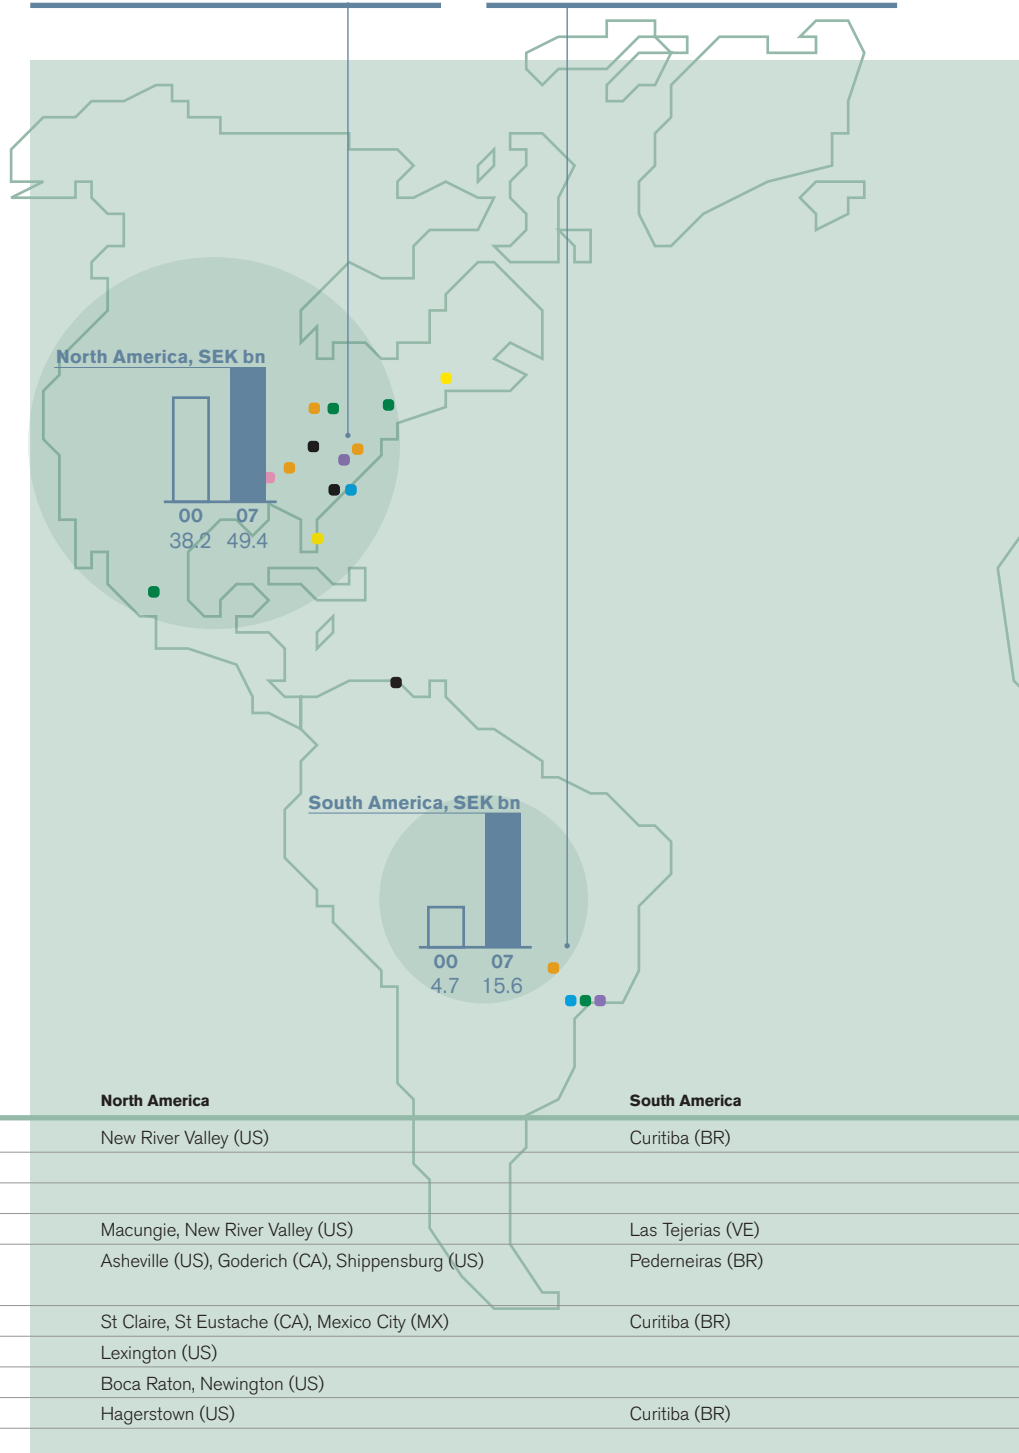 North America, SEK bn
00 07
38.2 49.4
South America, SEK bn
00 07
4.7 15.6
North America South America
New River Valley (US) Curitiba (BR)
Macungie, New River Valley (US) Las Tejerias (VE)
Asheville (US), Goderich (CA), Shippensburg (US) Pederneiras (BR)
St Claire, St Eustache (CA), Mexico City (MX) Curitiba (BR)
Lexington (US)
Boca Raton, Newington (US)
Hagerstown (US) Curitiba (BR)